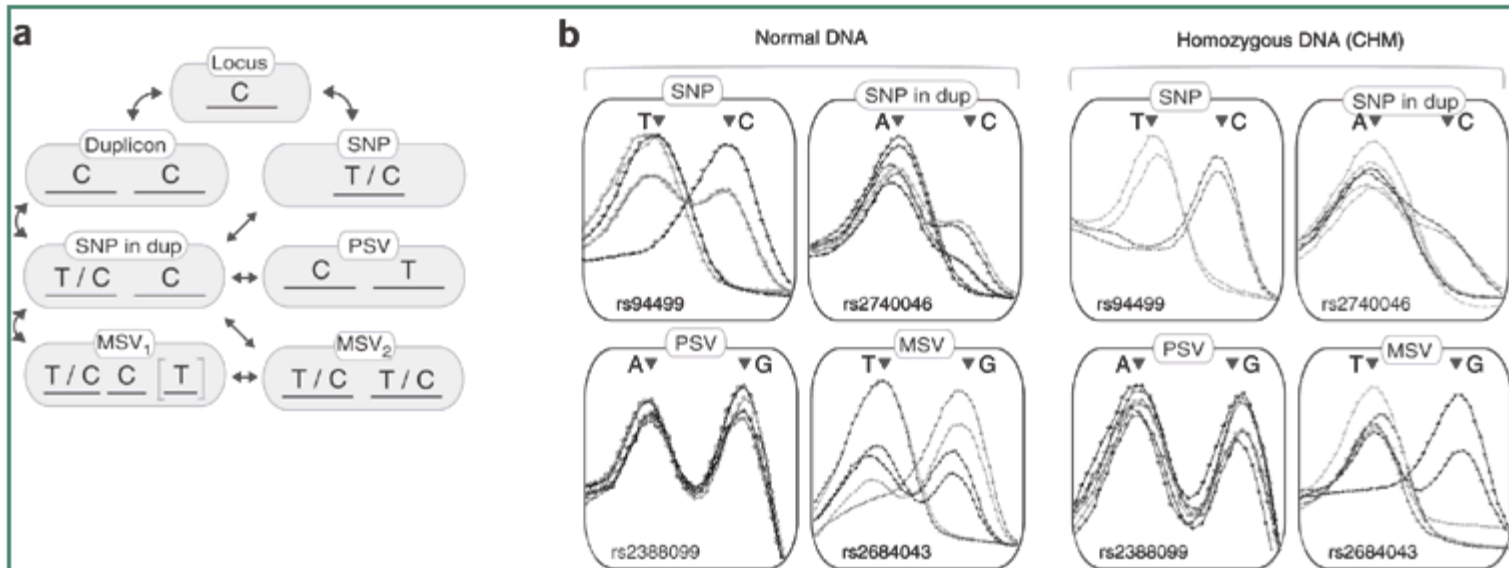 a
Locus
C
Duplicon
C C
SNP
T / C
SNP in dup
T / C C
PSV
C T
MSV1
T / C C [ T ]
MSV2
T / C T / C
b
Normal DNA
Homozygous DNA (CHM)
SNP
T C
rs94499
SNP in dup
A C
rs2740046
SNP
T C
rs94499
SNP in dup
A C
rs2740046
PSV
A G
rs2388099
MSV
T G
rs2684043
PSV
A G
rs2388099
MSV
T G
rs2684043